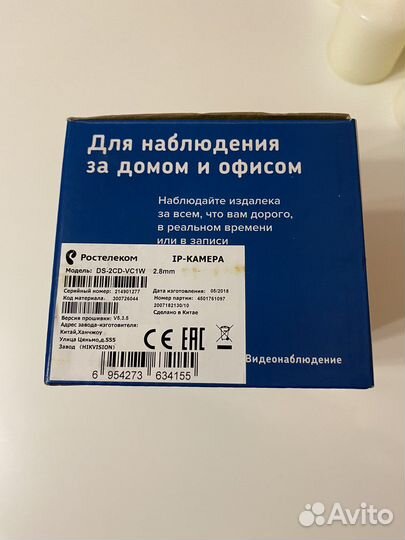 Для наблюдения
за домом и офисом
Наблюдайте издалека
за всем, что вам дорого,
в реальном времени
или в записи
Ростелеком IP-КАМЕРА
Модель: DS-2CD-VC1W 2.8mm
Серийный номер: 214901277 Дата изготовления: 05/2018
Код материала: 300726044 Номер партии: 4501761097
2007182130/10
Версия прошивки: V5.3.5 Сделано в Китае
Адрес завода-изготовителя:
Китай,Ханчжоу
Улица Цяньмо,д.555
Завод (HIKVISION)
CE EAC
6 954273 634155
Видеонаблюдение
Avito